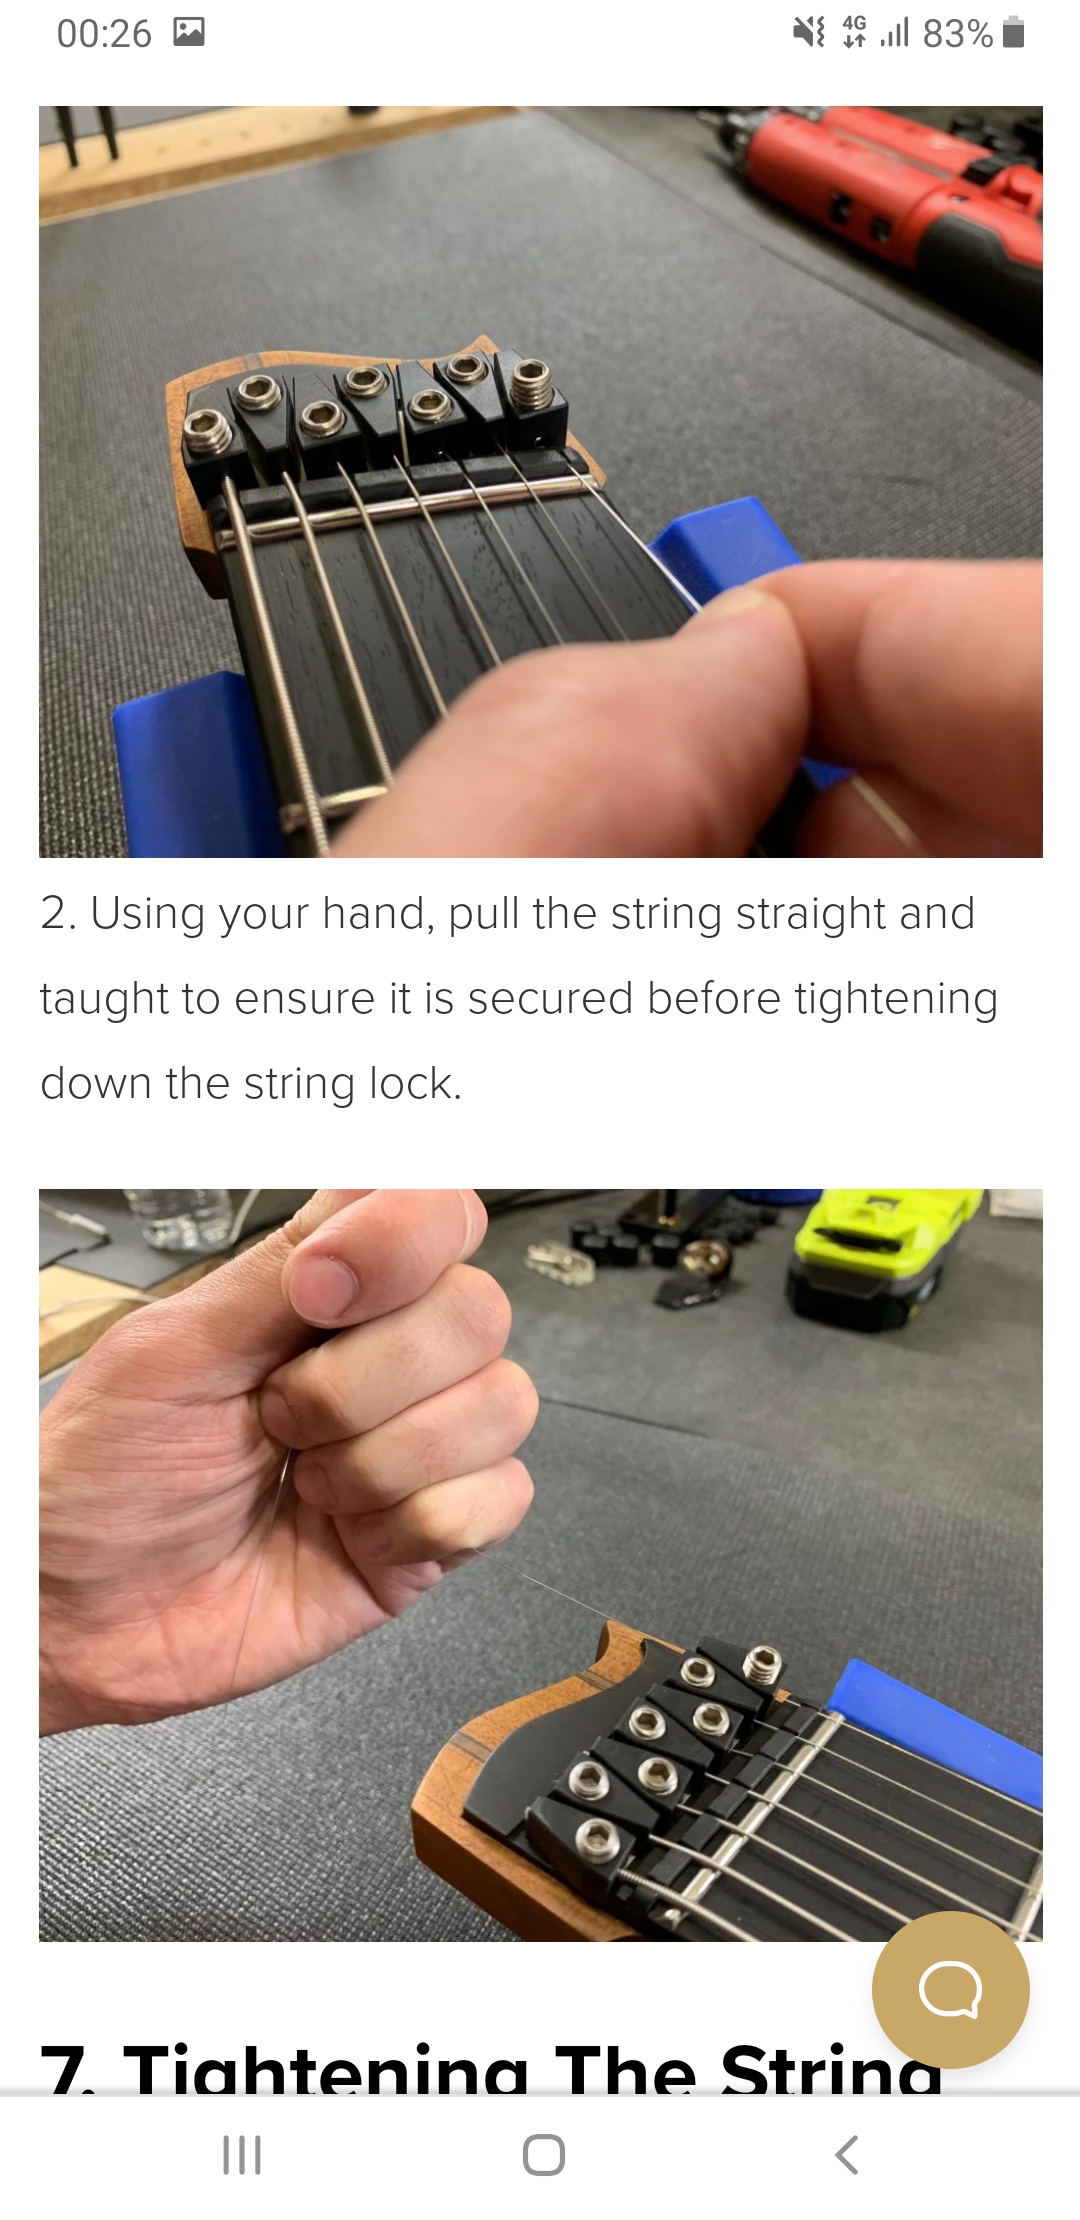 00:26
4G
83%
2. Using your hand, pull the string straight and
taught to ensure it is secured before tightening
down the string lock.
7. Tightening The String